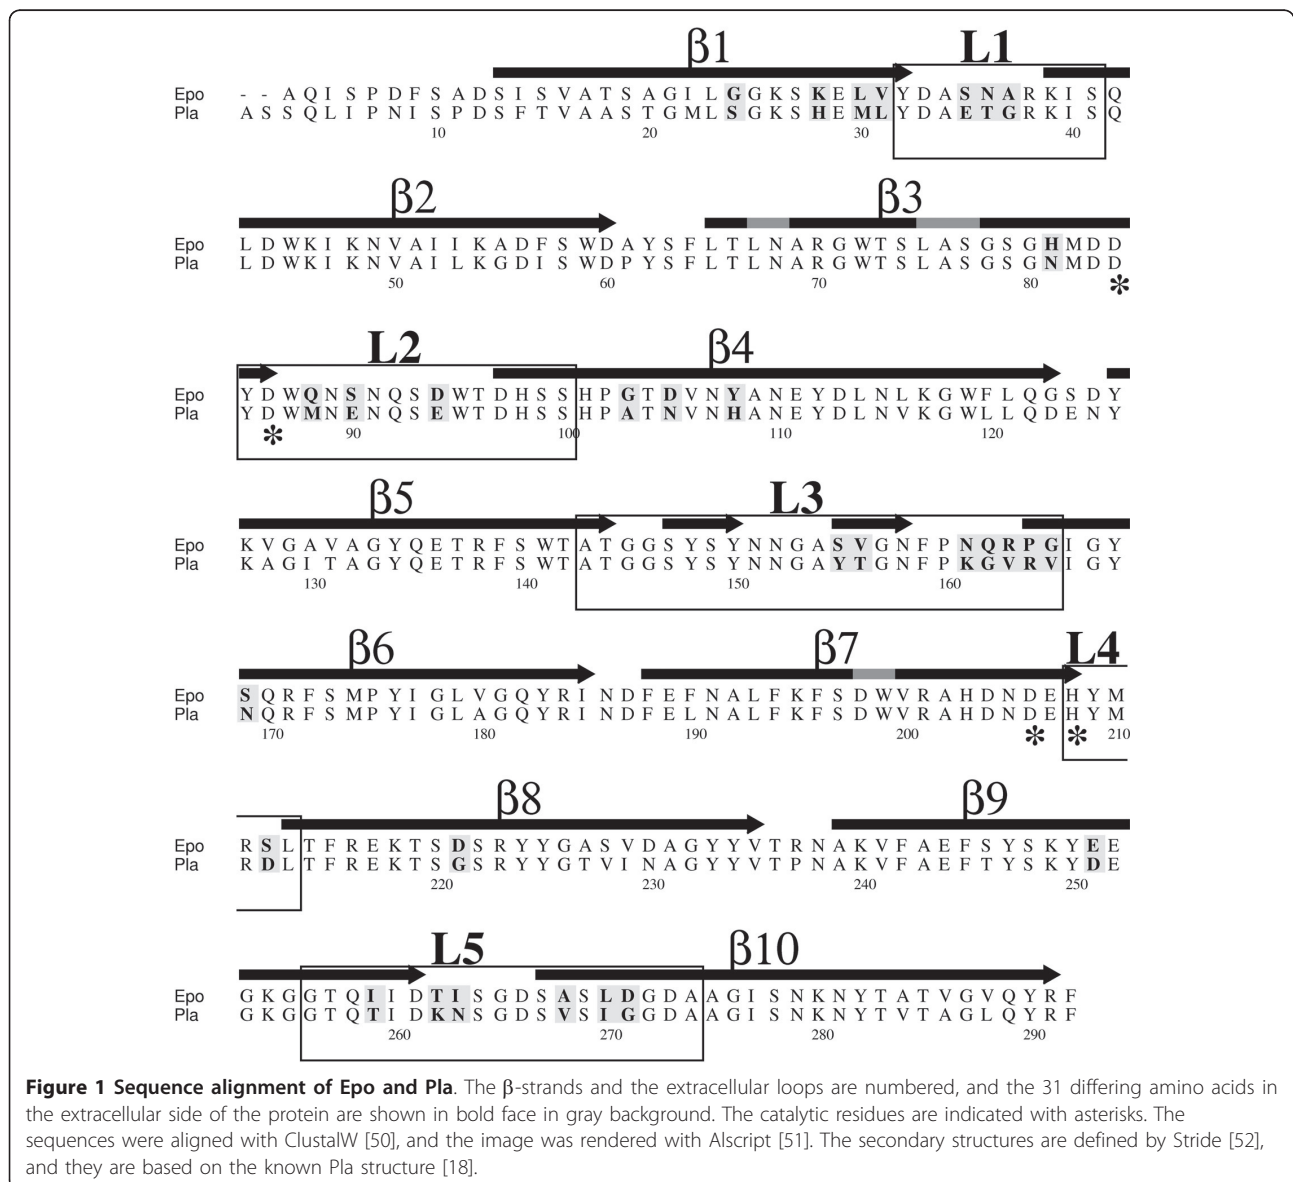 β1 L1
Epo - - A Q I S P D F S A D S I S V A T S A G I L G G K S K E L V Y D A S N A R K I S Q
Pla A S S Q L I P N I S P D S F T V A A S T G M L S G K S H E M L Y D A E T G R K I S Q
10 20 30 40
β2 β3
Epo L D W K I K N V A I I K A D F S W D A Y S F L T L N A R G W T S L A S G S G H M D D
Pla L D W K I K N V A I L K G D I S W D P Y S F L T L N A R G W T S L A S G S G N M D D
50 60 70 80 *
L2 β4
Epo Y D W Q N S N Q S D W T D H S S H P G T D V N Y A N E Y D L N L K G W F L Q G S D Y
Pla Y D W M N E N Q S E W T D H S S H P A T N V N H A N E Y D L N V K G W L L Q D E N Y
* 90 100 110 120
β5 L3
Epo K V G A V A G Y Q E T R F S W T A T G G S Y S Y N N G A S V G N F P N Q R P G I G Y
Pla K A G I T A G Y Q E T R F S W T A T G G S Y S Y N N G A Y T G N F P K G V R V I G Y
130 140 150 160
β6 β7 L4
Epo S Q R F S M P Y I G L V G Q Y R I N D F E F N A L F K F S D W V R A H D N D E H Y M
Pla N Q R F S M P Y I G L A G Q Y R I N D F E L N A L F K F S D W V R A H D N D E H Y M
170 180 190 200 * * 210
β8 β9
Epo R S L T F R E K T S D S R Y Y G A S V D A G Y Y V T R N A K V F A E F S Y S K Y E E
Pla R D L T F R E K T S G S R Y Y G T V I N A G Y Y V T P N A K V F A E F T Y S K Y D E
220 230 240 250
L5 β10
Epo G K G G T Q I I D T I S G D S A S L D G D A A G I S N K N Y T A T V G V Q Y R F
Pla G K G G T Q T I D K N S G D S V S I G G D A A G I S N K N Y T V T A G L Q Y R F
260 270 280 290
Figure 1 Sequence alignment of Epo and Pla. The β-strands and the extracellular loops are numbered, and the 31 differing amino acids in
the extracellular side of the protein are shown in bold face in gray background. The catalytic residues are indicated with asterisks. The
sequences were aligned with ClustalW [50], and the image was rendered with Alscript [51]. The secondary structures are defined by Stride [52],
and they are based on the known Pla structure [18].